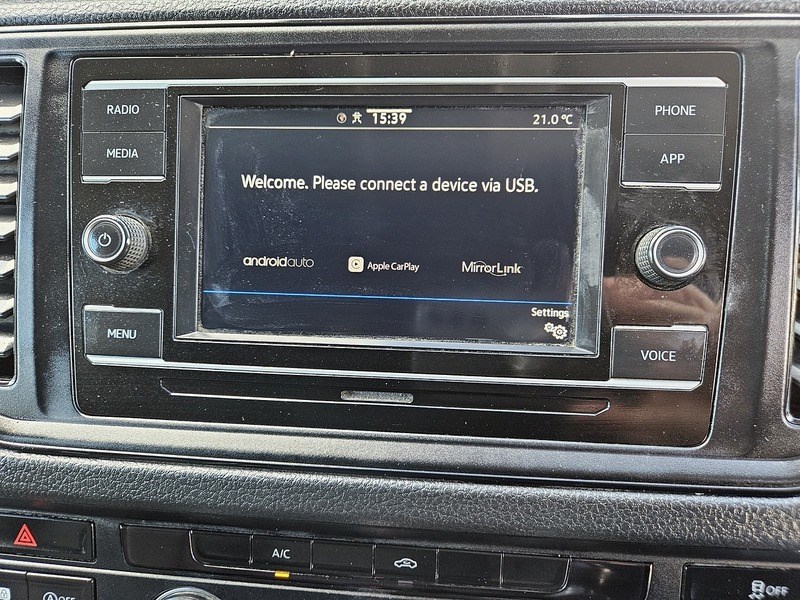 RADIO
MEDIA
MENU
15:39
21.0 °C
Welcome. Please connect a device via USB.
androidauto
Apple CarPlay
MirrorLink
Settings
PHONE
APP
VOICE
A/C
A OFF
OFF